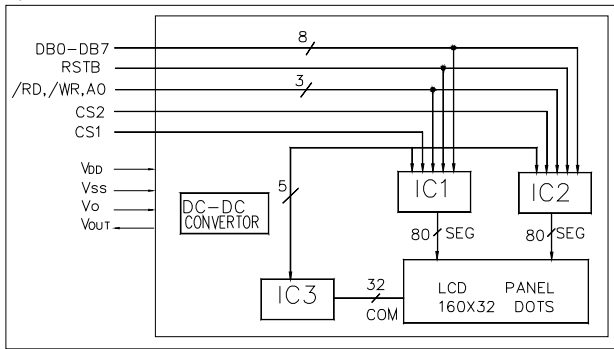 DB0-DB7
8
RSTB
/RD,/WR,A0
3
CS2
CS1
VDD
VSS
VO
VOUT
DC-DC
CONVERTOR
5
IC1
IC2
80 SEG
80 SEG
IC3
32
COM
LCD PANEL
160X32 DOTS